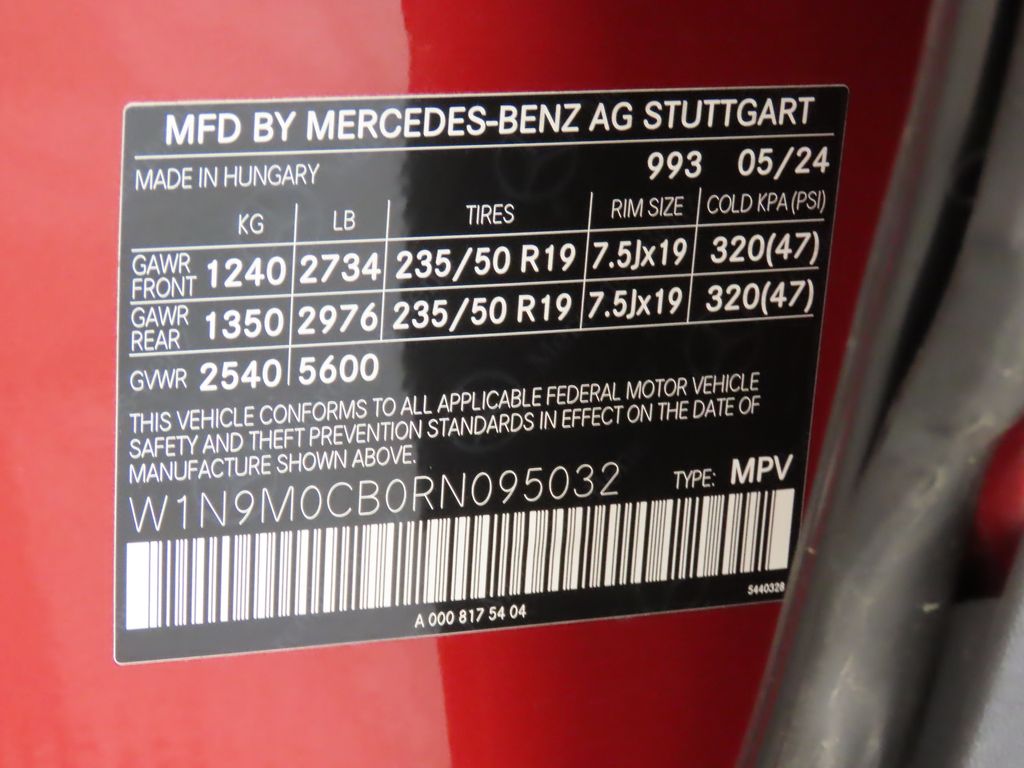 MFD BY MERCEDES-BENZ AG STUTTGART
MADE IN HUNGARY 993 05/24
KG LB TIRES RIM SIZE COLD KPA (PSI)
GAWR FRONT 1240 2734 235/50 R19 7.5Jx19 320(47)
GAWR REAR 1350 2976 235/50 R19 7.5Jx19 320(47)
GVWR 2540 5600
THIS VEHICLE CONFORMS TO ALL APPLICABLE FEDERAL MOTOR VEHICLE
SAFETY AND THEFT PREVENTION STANDARDS IN EFFECT ON THE DATE OF
MANUFACTURE SHOWN ABOVE.
W1N9M0CB0RN095032 TYPE: MPV
S440328
A 000 817 54 04